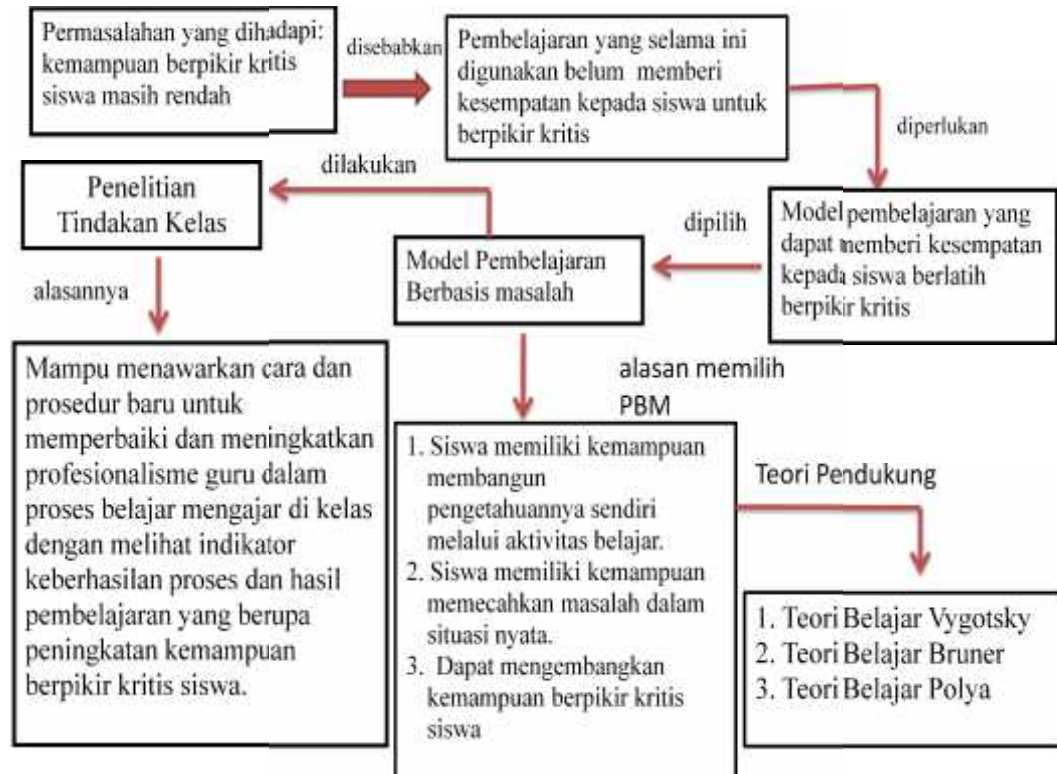 Permasalahan yang dihadapi:
kemampuan berpikir kritis
siswa masih rendah
disebabkan
Pembelajaran yang selama ini
digunakan belum memberi
kesempatan kepada siswa untuk
berpikir kritis
diperlukan
Model pembelajaran yang
dapat memberi kesempatan
kepada siswa berlatih
berpikir kritis
dipilih
Model Pembelajaran
Berbasis masalah
dilakukan
Penelitian
Tindakan Kelas
alasannya
Mampu menawarkan cara dan
prosedur baru untuk
memperbaiki dan meningkatkan
profesionalisme guru dalam
proses belajar mengajar di kelas
dengan melihat indikator
keberhasilan proses dan hasil
pembelajaran yang berupa
peningkatan kemampuan
berpikir kritis siswa.
alasan memilih
PBM
1. Siswa memiliki kemampuan
membangun
pengetahuannya sendiri
melalui aktivitas belajar.
2. Siswa memiliki kemampuan
memecahkan masalah dalam
situasi nyata.
3. Dapat mengembangkan
kemampuan berpikir kritis
siswa
Teori Pendukung
1. Teori Belajar Vygotsky
2. Teori Belajar Bruner
3. Teori Belajar Polya